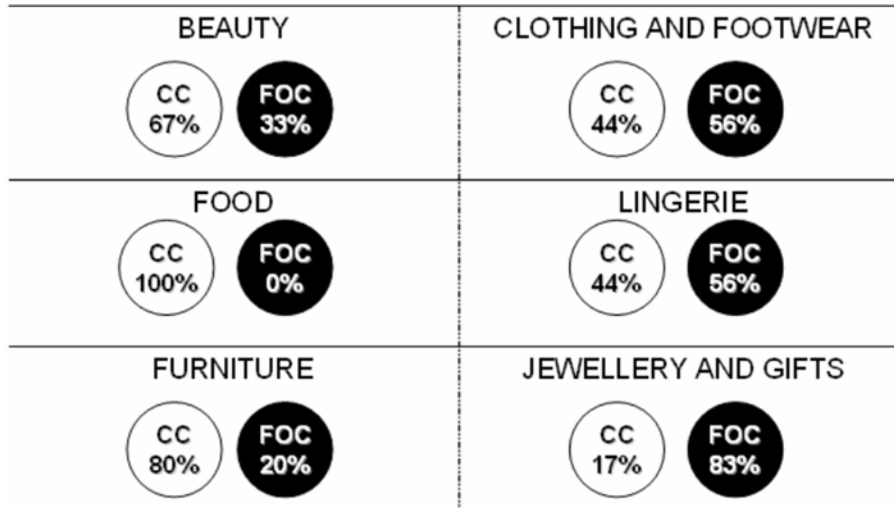 BEAUTY
CC
67%
FOC
33%
CLOTHING AND FOOTWEAR
CC
44%
FOC
56%
FOOD
CC
100%
FOC
0%
LINGERIE
CC
44%
FOC
56%
FURNITURE
CC
80%
FOC
20%
JEWELLERY AND GIFTS
CC
17%
FOC
83%